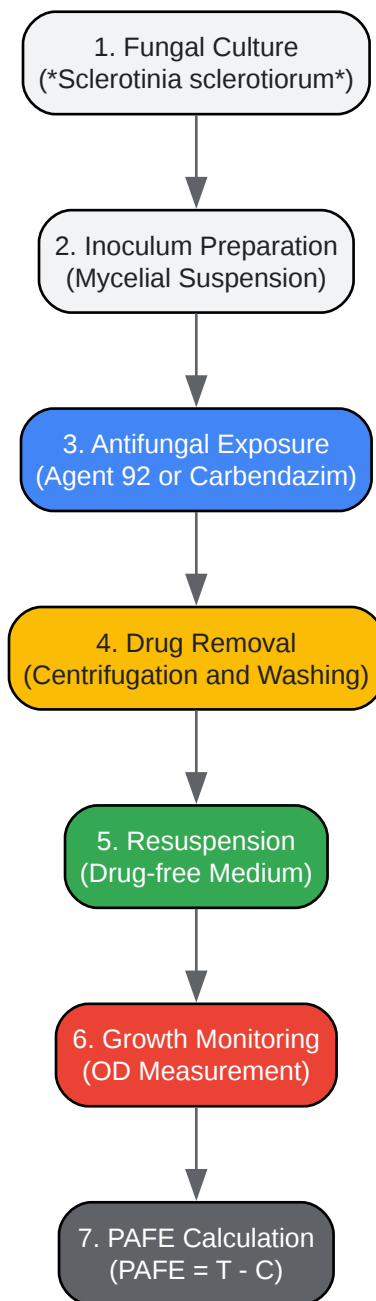 1. Fungal Culture
(*Sclerotinia sclerotiorum*)
2. Inoculum Preparation
(Mycelial Suspension)
3. Antifungal Exposure
(Agent 92 or Carbendazim)
4. Drug Removal
(Centrifugation and Washing)
5. Resuspension
(Drug-free Medium)
6. Growth Monitoring
(OD Measurement)
7. PAFE Calculation
(PAFE = T - C)